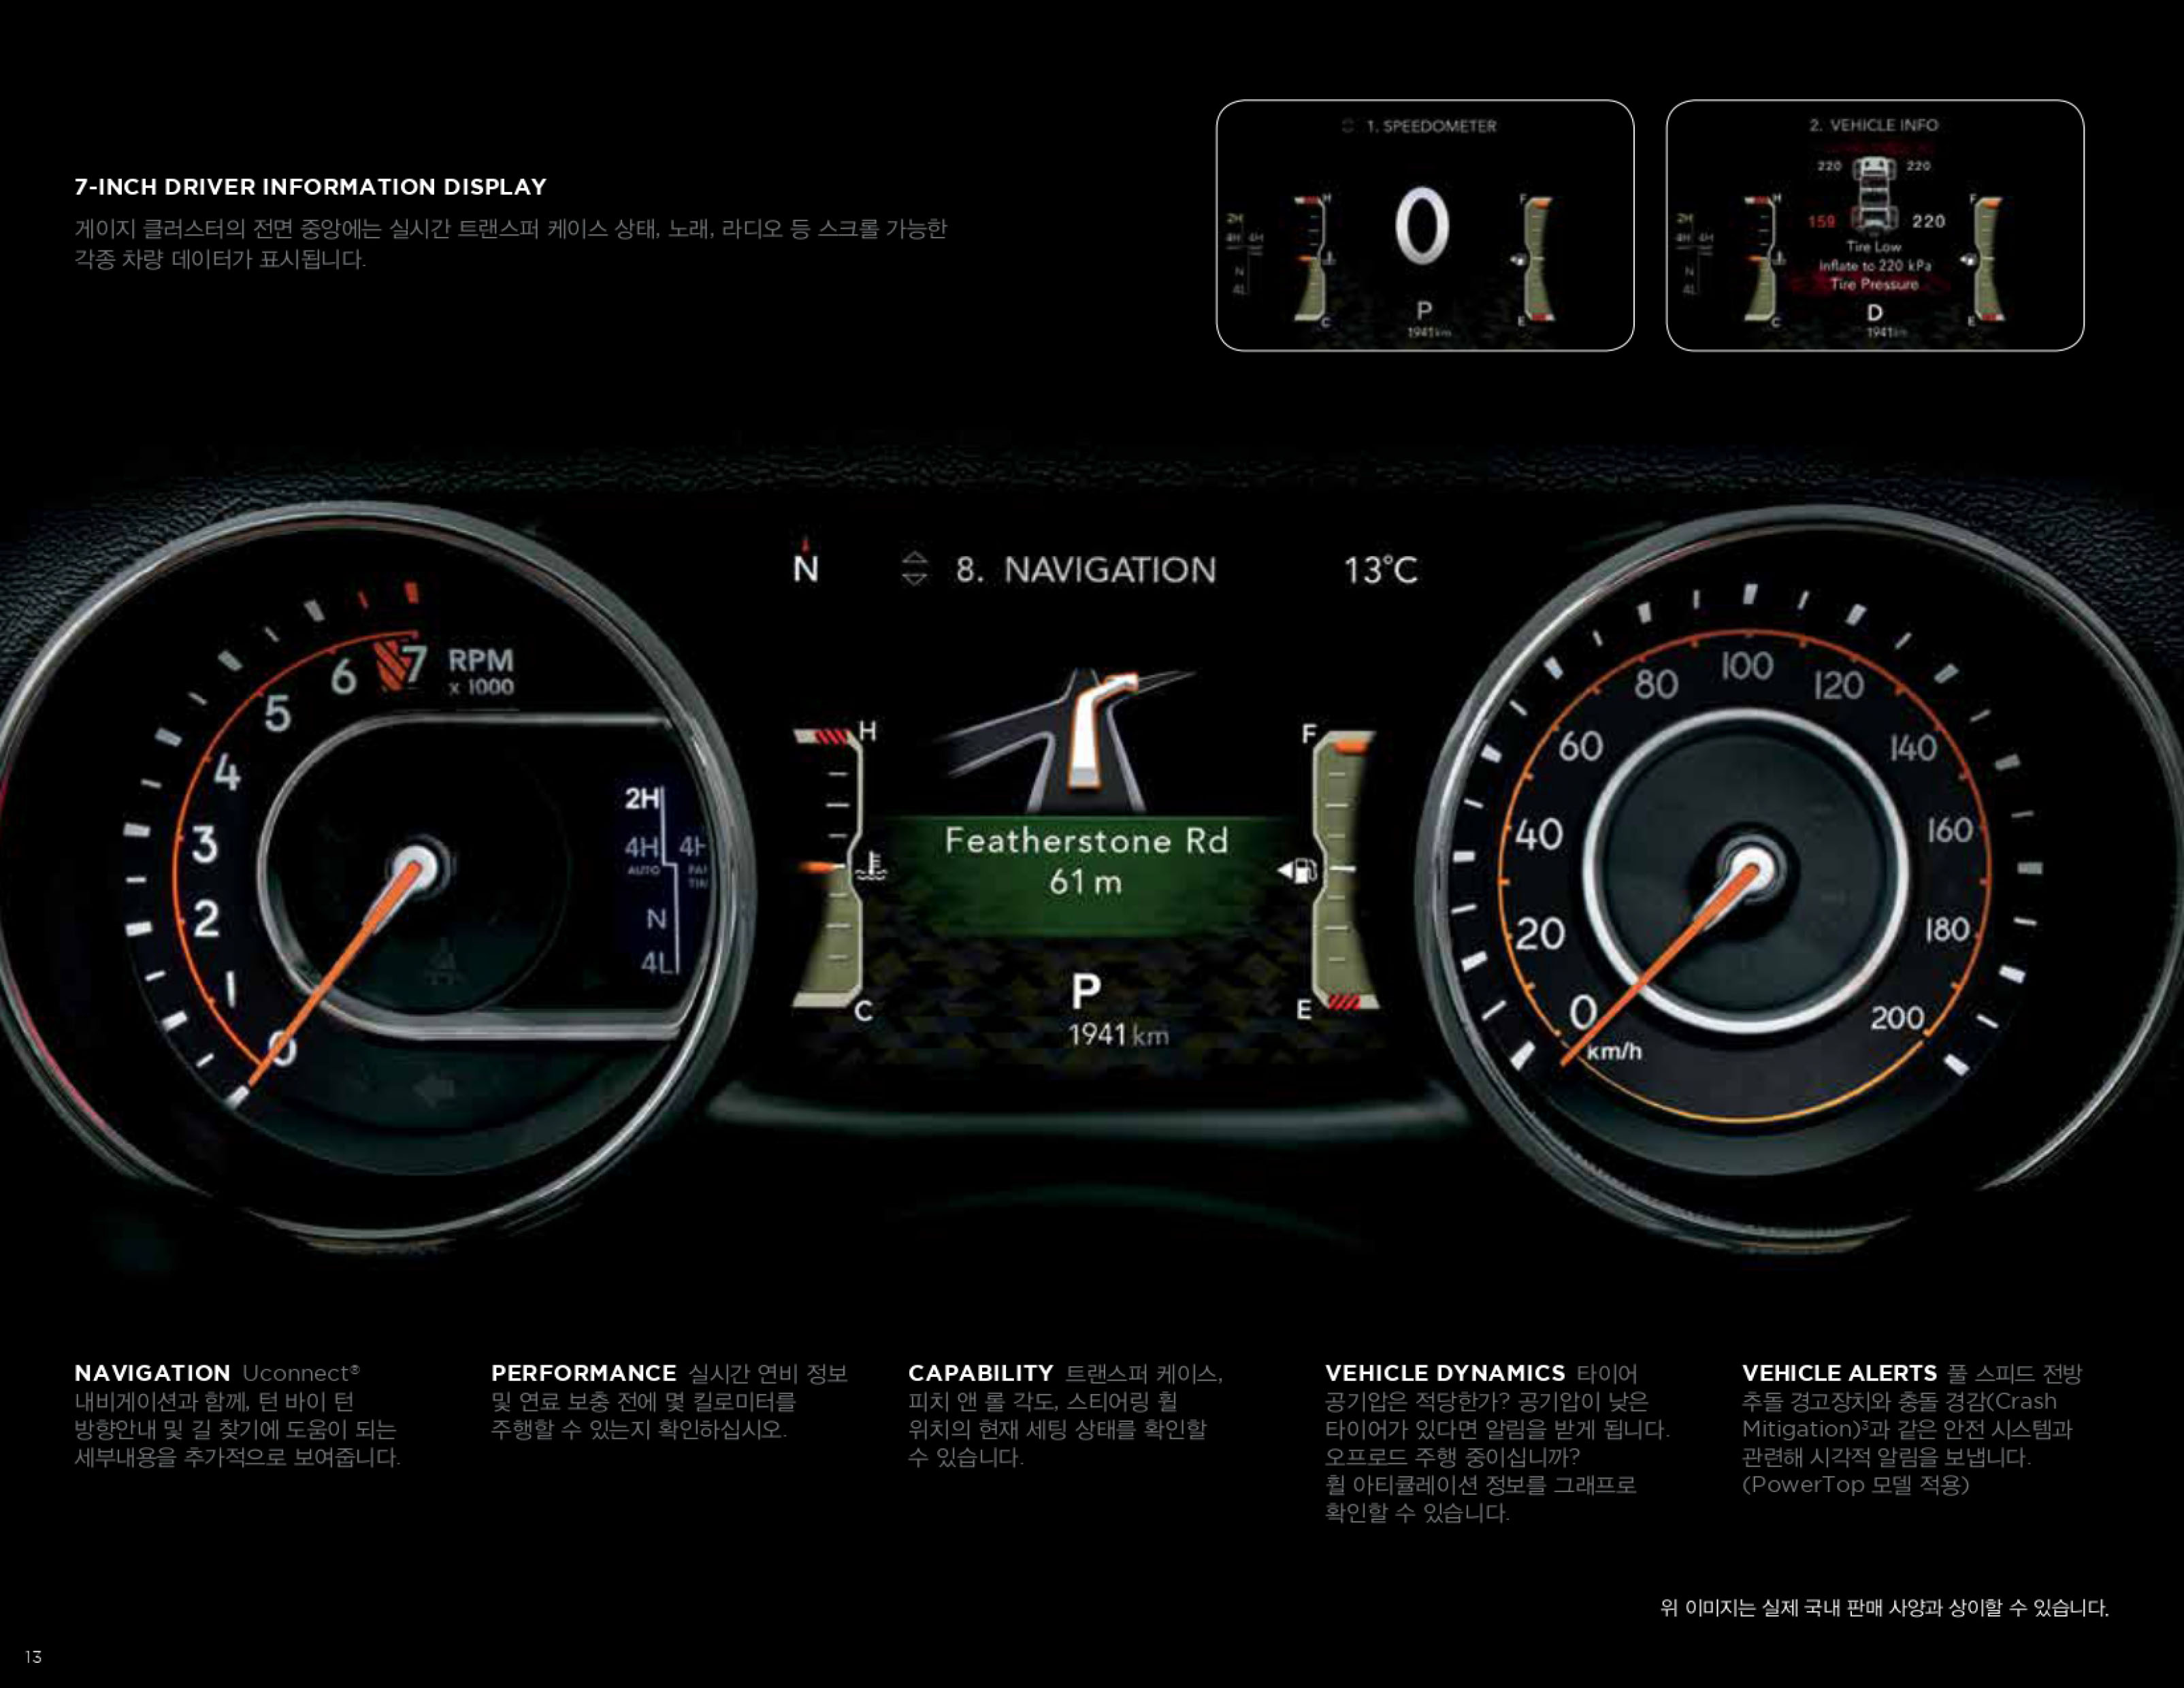 7-INCH DRIVER INFORMATION DISPLAY
게이지 클러스터의 전면 중앙에는 실시간 트랜스퍼 케이스 상태, 노래, 라디오 등 스크롤 가능한
각종 차량 데이터가 표시됩니다.
1. SPEEDOMETER
H
F
2H
4H 4H
0
N
4L
C
P
E
1941 km
2. VEHICLE INFO
220 220
H
F
2H
4H 4H
159 220
Tire Low
Inflate to 220 kPa
Tire Pressure
N
4L
C
D
E
1941
N
8. NAVIGATION
13°C
RPM
x 1000
7
6
5
4
3
2
1
0
2H
4H
AUTO
N
4L
H
C
Featherstone Rd
61 m
P
1941 km
F
E
0
20
40
60
80
100
120
140
160
180
200
km/h
NAVIGATION Uconnect®
내비게이션과 함께, 턴 바이 턴
방향안내 및 길 찾기에 도움이 되는
세부내용을 추가적으로 보여줍니다.
PERFORMANCE 실시간 연비 정보
및 연료 보충 전에 몇 킬로미터를
주행할 수 있는지 확인하십시오.
CAPABILITY 트랜스퍼 케이스,
피치 앤 롤 각도, 스티어링 휠
위치의 현재 세팅 상태를 확인할
수 있습니다.
VEHICLE DYNAMICS 타이어
공기압은 적당한가? 공기압이 낮은
타이어가 있다면 알림을 받게 됩니다.
오프로드 주행 중이십니까?
휠 아티큘레이션 정보를 그래프로
확인할 수 있습니다.
VEHICLE ALERTS 풀 스피드 전방
추돌 경고장치와 충돌 경감(Crash
Mitigation)³과 같은 안전 시스템과
관련해 시각적 알림을 보냅니다.
(PowerTop 모델 적용)
위 이미지는 실제 국내 판매 사양과 상이할 수 있습니다.
13